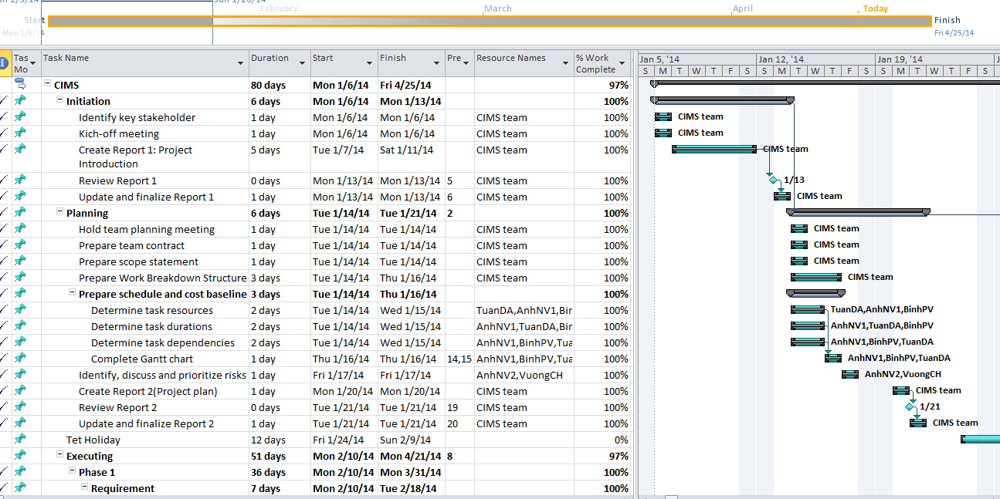 February
March
April
Today
Start
Finish
Mon 1/6/14
Fri 4/25/14
Tas Mo Task Name Duration Start Finish Pre Resource Names % Work Complete
Jan 5, '14 Jan 12, '14 Jan 19, '14
S M T W T F S S M T W T F S S M T W T F S
CIMS 80 days Mon 1/6/14 Fri 4/25/14 97%
Initiation 6 days Mon 1/6/14 Mon 1/13/14 100%
Identify key stakeholder 1 day Mon 1/6/14 Mon 1/6/14 CIMS team 100% CIMS team
Kick-off meeting 1 day Mon 1/6/14 Mon 1/6/14 CIMS team 100% CIMS team
Create Report 1: Project 5 days Tue 1/7/14 Sat 1/11/14 CIMS team 100% CIMS team
Introduction
Review Report 1 0 days Mon 1/13/14 Mon 1/13/14 5 CIMS team 100% 1/13
Update and finalize Report 1 1 day Mon 1/13/14 Mon 1/13/14 6 CIMS team 100% CIMS team
Planning 6 days Tue 1/14/14 Tue 1/21/14 2 100%
Hold team planning meeting 1 day Tue 1/14/14 Tue 1/14/14 CIMS team 100% CIMS team
Prepare team contract 1 day Tue 1/14/14 Tue 1/14/14 CIMS team 100% CIMS team
Prepare scope statement 1 day Tue 1/14/14 Tue 1/14/14 CIMS team 100% CIMS team
Prepare Work Breakdown Structure 3 days Tue 1/14/14 Thu 1/16/14 CIMS team 100% CIMS team
Prepare schedule and cost baseline 3 days Tue 1/14/14 Thu 1/16/14 100%
Determine task resources 2 days Tue 1/14/14 Wed 1/15/14 TuanDA,AnhNV1,Bin 100% TuanDA,AnhNV1,BinhPV
Determine task durations 2 days Tue 1/14/14 Wed 1/15/14 AnhNV1,TuanDA,Bin 100% AnhNV1,TuanDA,BinhPV
Determine task dependencies 2 days Tue 1/14/14 Wed 1/15/14 AnhNV1,BinhPV,Tua 100% AnhNV1,BinhPV,TuanDA
Complete Gantt chart 1 day Thu 1/16/14 Thu 1/16/14 14,15, AnhNV1,BinhPV,Tua 100% AnhNV1,BinhPV,TuanDA
Identify, discuss and prioritize risks 1 day Fri 1/17/14 Fri 1/17/14 AnhNV2,VuongCH 100% AnhNV2,VuongCH
Create Report 2(Project plan) 1 day Mon 1/20/14 Mon 1/20/14 CIMS team 100% CIMS team
Review Report 2 0 days Tue 1/21/14 Tue 1/21/14 19 CIMS team 100% 1/21
Update and finalize Report 2 1 day Tue 1/21/14 Tue 1/21/14 20 CIMS team 100% CIMS team
Tet Holiday 12 days Fri 1/24/14 Sun 2/9/14 0%
Executing 51 days Mon 2/10/14 Mon 4/21/14 8 97%
Phase 1 36 days Mon 2/10/14 Mon 3/31/14 100%
Requirement 7 days Mon 2/10/14 Tue 2/18/14 100%